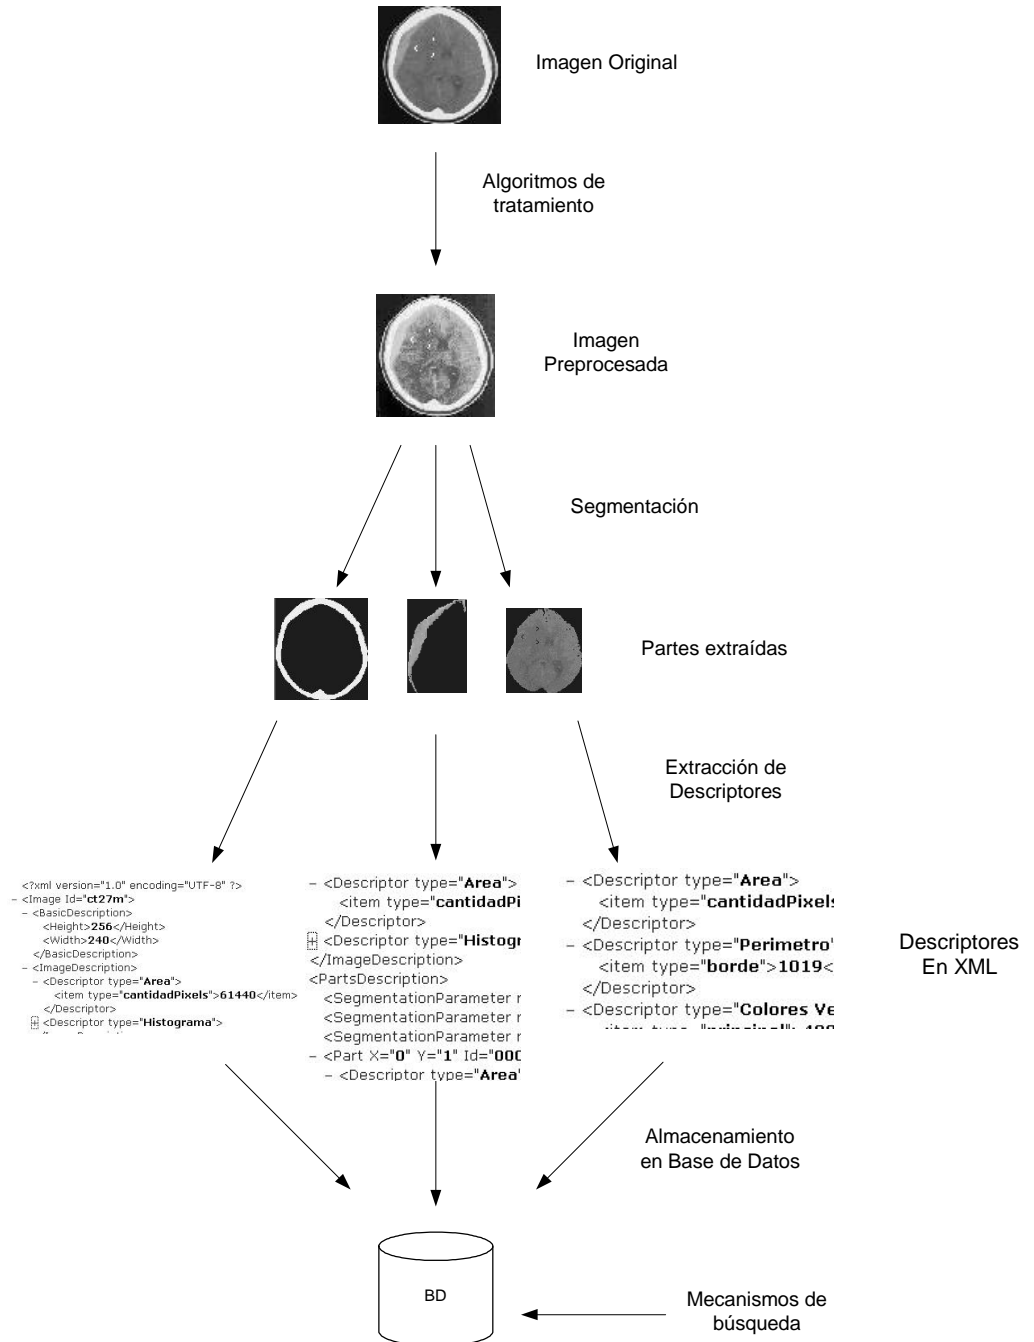 Imagen Original
Algoritmos de
tratamiento
Imagen
Preprocesada
Segmentación
Partes extraídas
Extracción de
Descriptores
<?xml version="1.0" encoding="UTF-8" ?>
– <Image Id="ct27m">
– <BasicDescription>
<Height>256</Height>
<Width>240</Width>
</BasicDescription>
– <ImageDescription>
– <Descriptor type="Area">
<item type="cantidadPixels">61440</item>
</Descriptor>
+ <Descriptor type="Histograma">
– <Descriptor type="Area">
<item type="cantidadPi
</Descriptor>
+ <Descriptor type="Histogr
</ImageDescription>
<PartsDescription>
<SegmentationParameter r
<SegmentationParameter r
<SegmentationParameter r
– <Part X="0" Y="1" Id="000
– <Descriptor type="Area"
– <Descriptor type="Area">
<item type="cantidadPixels
</Descriptor>
– <Descriptor type="Perimetro"
<item type="borde">1019<
</Descriptor>
– <Descriptor type="Colores Ve
Descriptores
En XML
Almacenamiento
en Base de Datos
BD
Mecanismos de
búsqueda